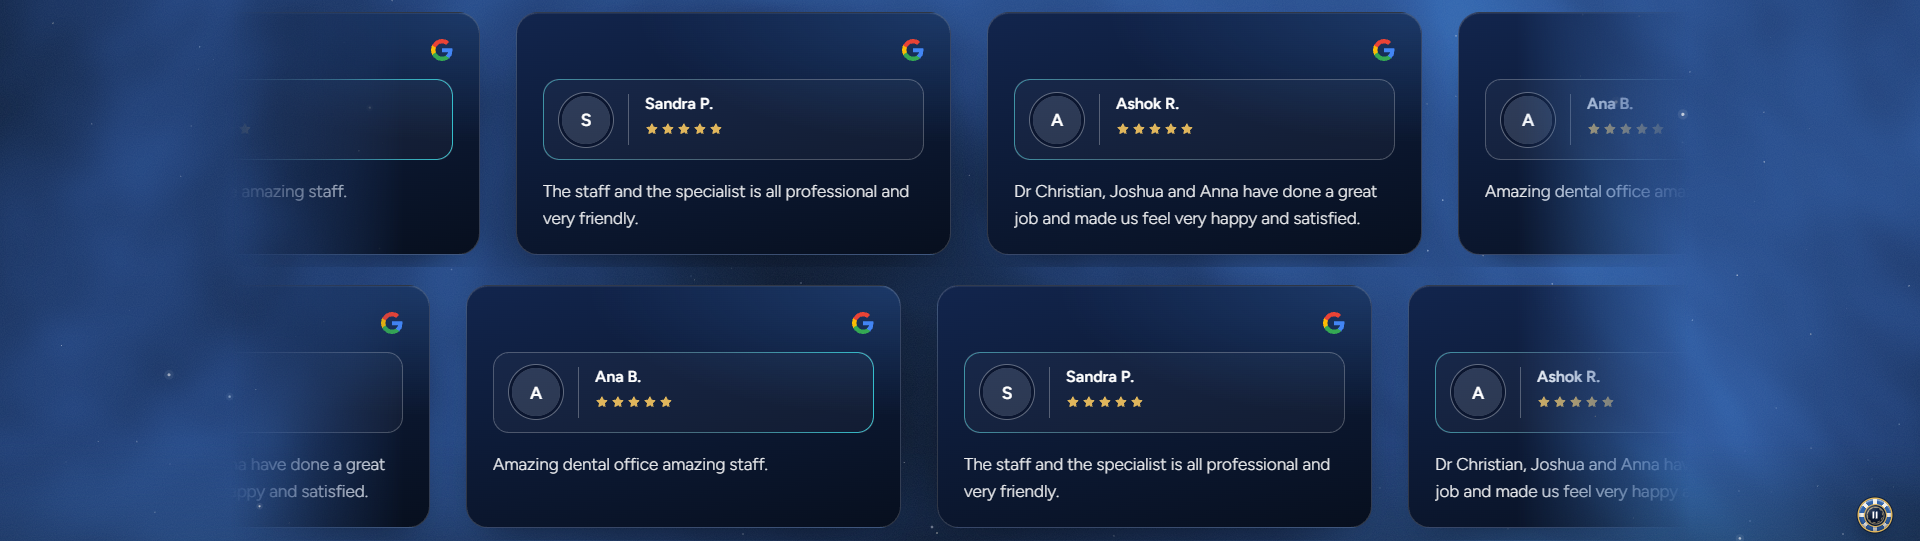 amazing staff.
S
Sandra P.
The staff and the specialist is all professional and
very friendly.
A
Ashok R.
Dr Christian, Joshua and Anna have done a great
job and made us feel very happy and satisfied.
A
Ana B.
Amazing dental office
have done a great
and satisfied.
A
Ana B.
Amazing dental office amazing staff.
S
Sandra P.
The staff and the specialist is all professional and
very friendly.
A
Ashok R.
Dr Christian, Joshua and Anna
job and made us feel very happy